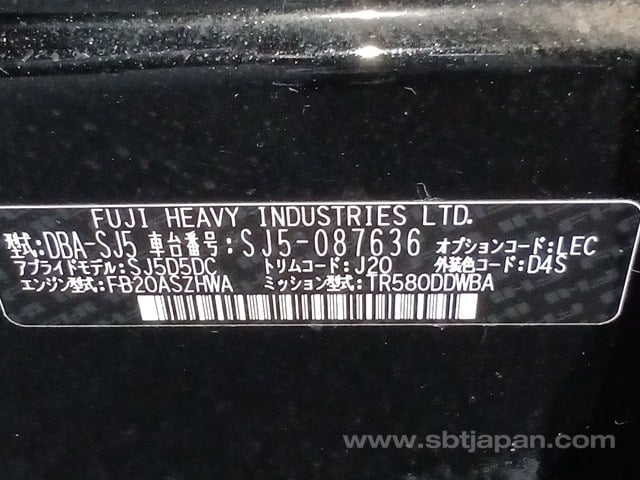 FUJI HEAVY INDUSTRIES LTD.
型式:DBA-SJ5 車台番号:SJ5-087636 オプションコード:LEC
アプライドモデル:SJ5D5DC トリムコード:J20 外装色コード:D4S
エンジン型式:FB20ASZHWA ミッション型式:TR580DDWBA
www.sbtjapan.com